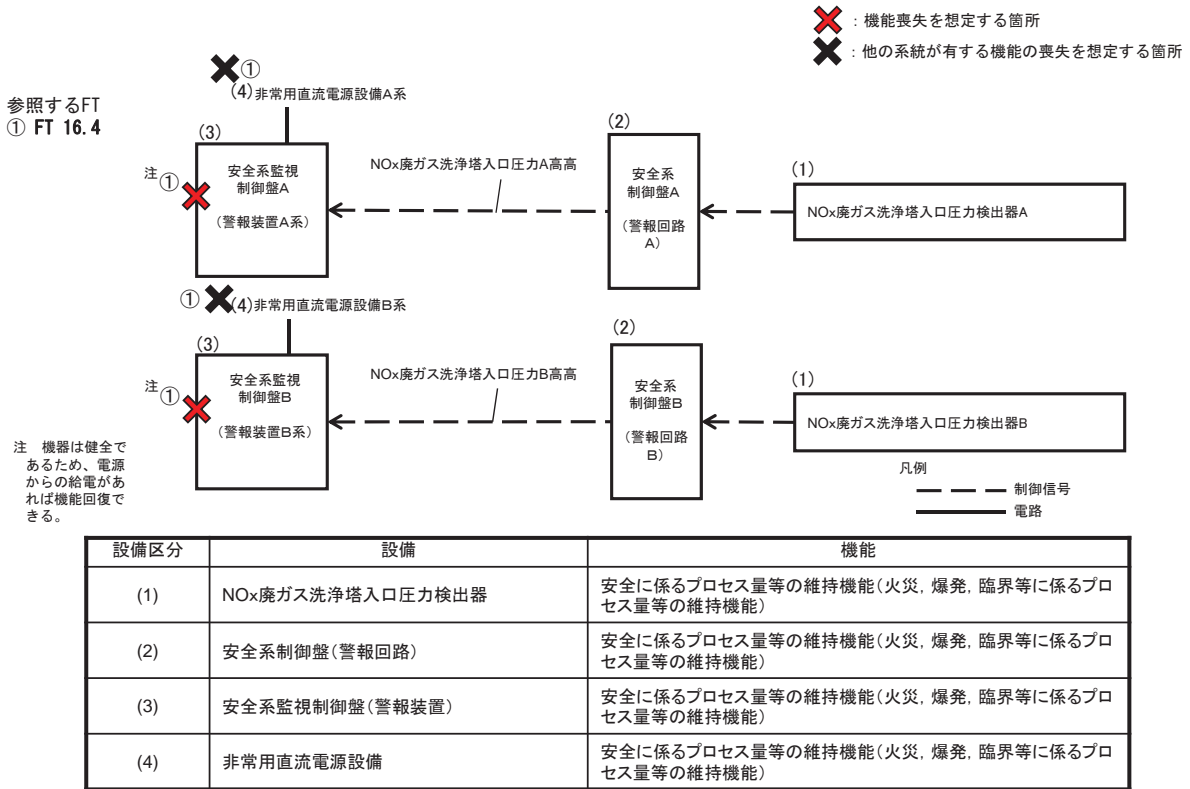 ：機能喪失を想定する箇所
：他の系統が有する機能の喪失を想定する箇所
参照するFT
① FT 16.4
①
(4)非常用直流電源設備A系
(3)
注①
安全系監視
制御盤A
(警報装置A系)
NOx廃ガス洗浄塔入口圧力A高高
(2)
安全系
制御盤A
(警報回路
A)
(1)
NOx廃ガス洗浄塔入口圧力検出器A
①
(4)非常用直流電源設備B系
(3)
注①
安全系監視
制御盤B
(警報装置B系)
NOx廃ガス洗浄塔入口圧力B高高
(2)
安全系
制御盤B
(警報回路
B)
(1)
NOx廃ガス洗浄塔入口圧力検出器B
注　機器は健全で
あるため、電源
からの給電があ
れば機能回復で
きる。
凡例
制御信号
電路
設備区分 設備 機能
(1) NOx廃ガス洗浄塔入口圧力検出器 安全に係るプロセス量等の維持機能(火災, 爆発, 臨界等に係るプロ
セス量等の維持機能)
(2) 安全系制御盤(警報回路) 安全に係るプロセス量等の維持機能(火災, 爆発, 臨界等に係るプロ
セス量等の維持機能)
(3) 安全系監視制御盤(警報装置) 安全に係るプロセス量等の維持機能(火災, 爆発, 臨界等に係るプロ
セス量等の維持機能)
(4) 非常用直流電源設備 安全に係るプロセス量等の維持機能(火災, 爆発, 臨界等に係るプロ
セス量等の維持機能)